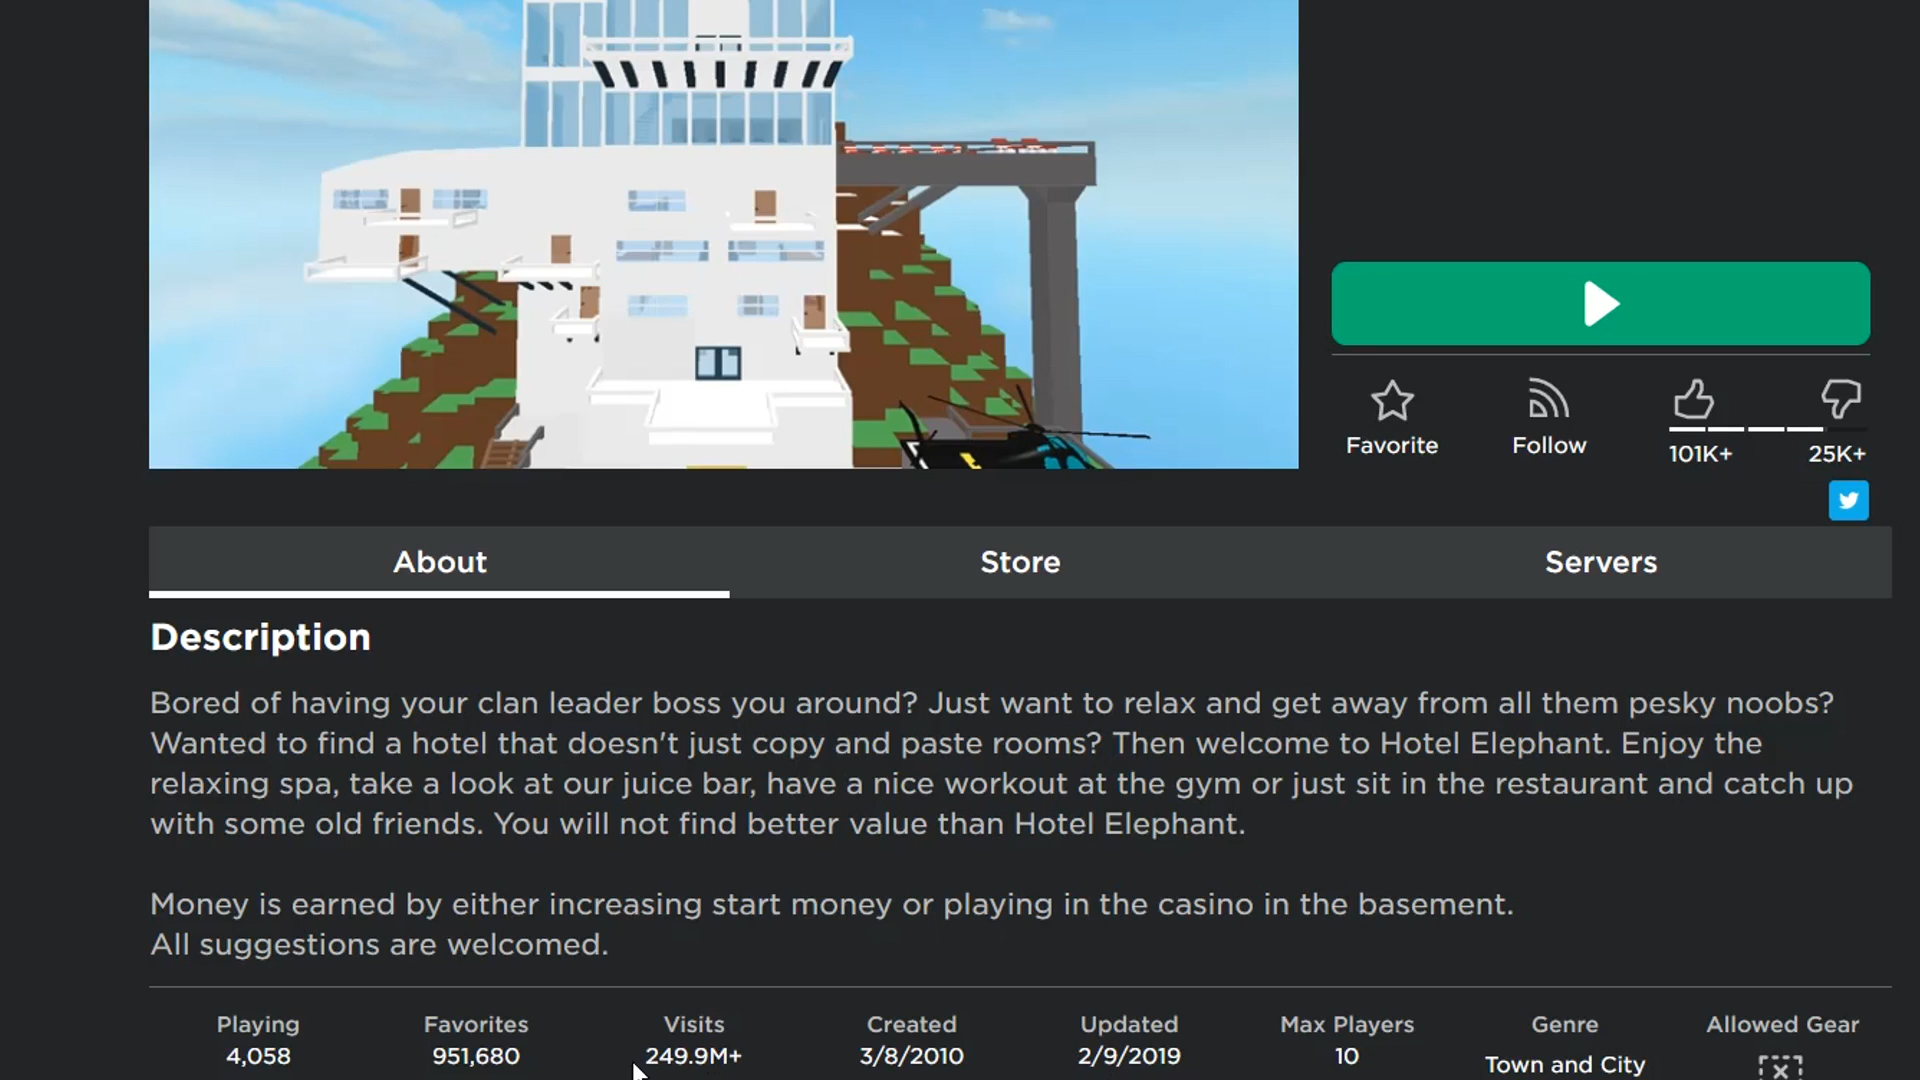 Favorite
Follow
101K+
25K+
About
Store
Servers
Description
Bored of having your clan leader boss you around? Just want to relax and get away from all them pesky noobs?
Wanted to find a hotel that doesn't just copy and paste rooms? Then welcome to Hotel Elephant. Enjoy the
relaxing spa, take a look at our juice bar, have a nice workout at the gym or just sit in the restaurant and catch up
with some old friends. You will not find better value than Hotel Elephant.
Money is earned by either increasing start money or playing in the casino in the basement.
All suggestions are welcomed.
Playing
4,058
Favorites
951,680
Visits
249.9M+
Created
3/8/2010
Updated
2/9/2019
Max Players
10
Genre
Town and City
Allowed Gear